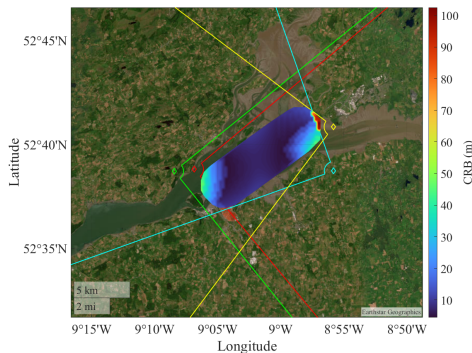 52°45'N
52°40'N
52°35'N
Latitude
5 km
2 mi
Earthstar Geographics
9°15'W 9°10'W 9°05'W 9°W 8°55'W 8°50'W
Longitude
100
90
80
70
60
50
40
30
20
10
CRB (m)